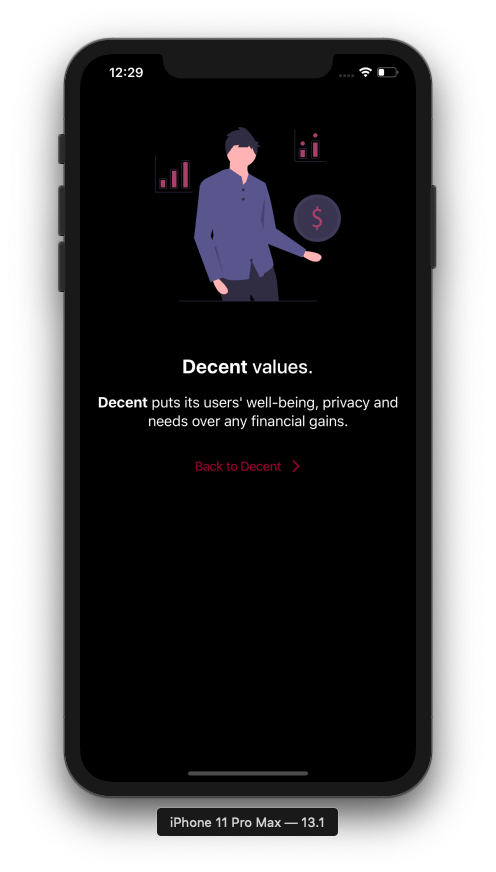 12:29
$
Decent values.
Decent puts its users' well-being, privacy and
needs over any financial gains.
Back to Decent
iPhone 11 Pro Max — 13.1